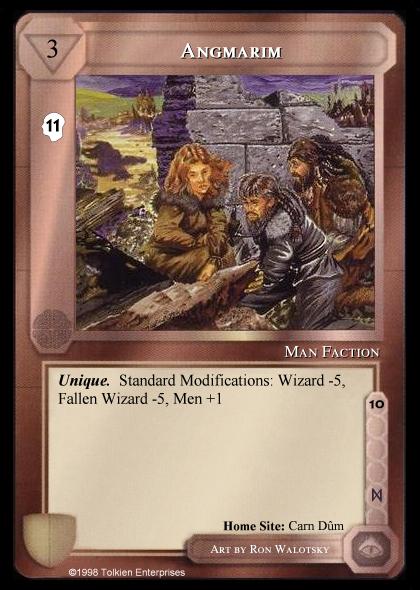 3
ANGMARIM
11
MAN FACTION
Unique. Standard Modifications: Wizard -5,
Fallen Wizard -5, Men +1
10
Home Site: Carn Dûm
ART BY RON WALOTSKY
©1998 Tolkien Enterprises